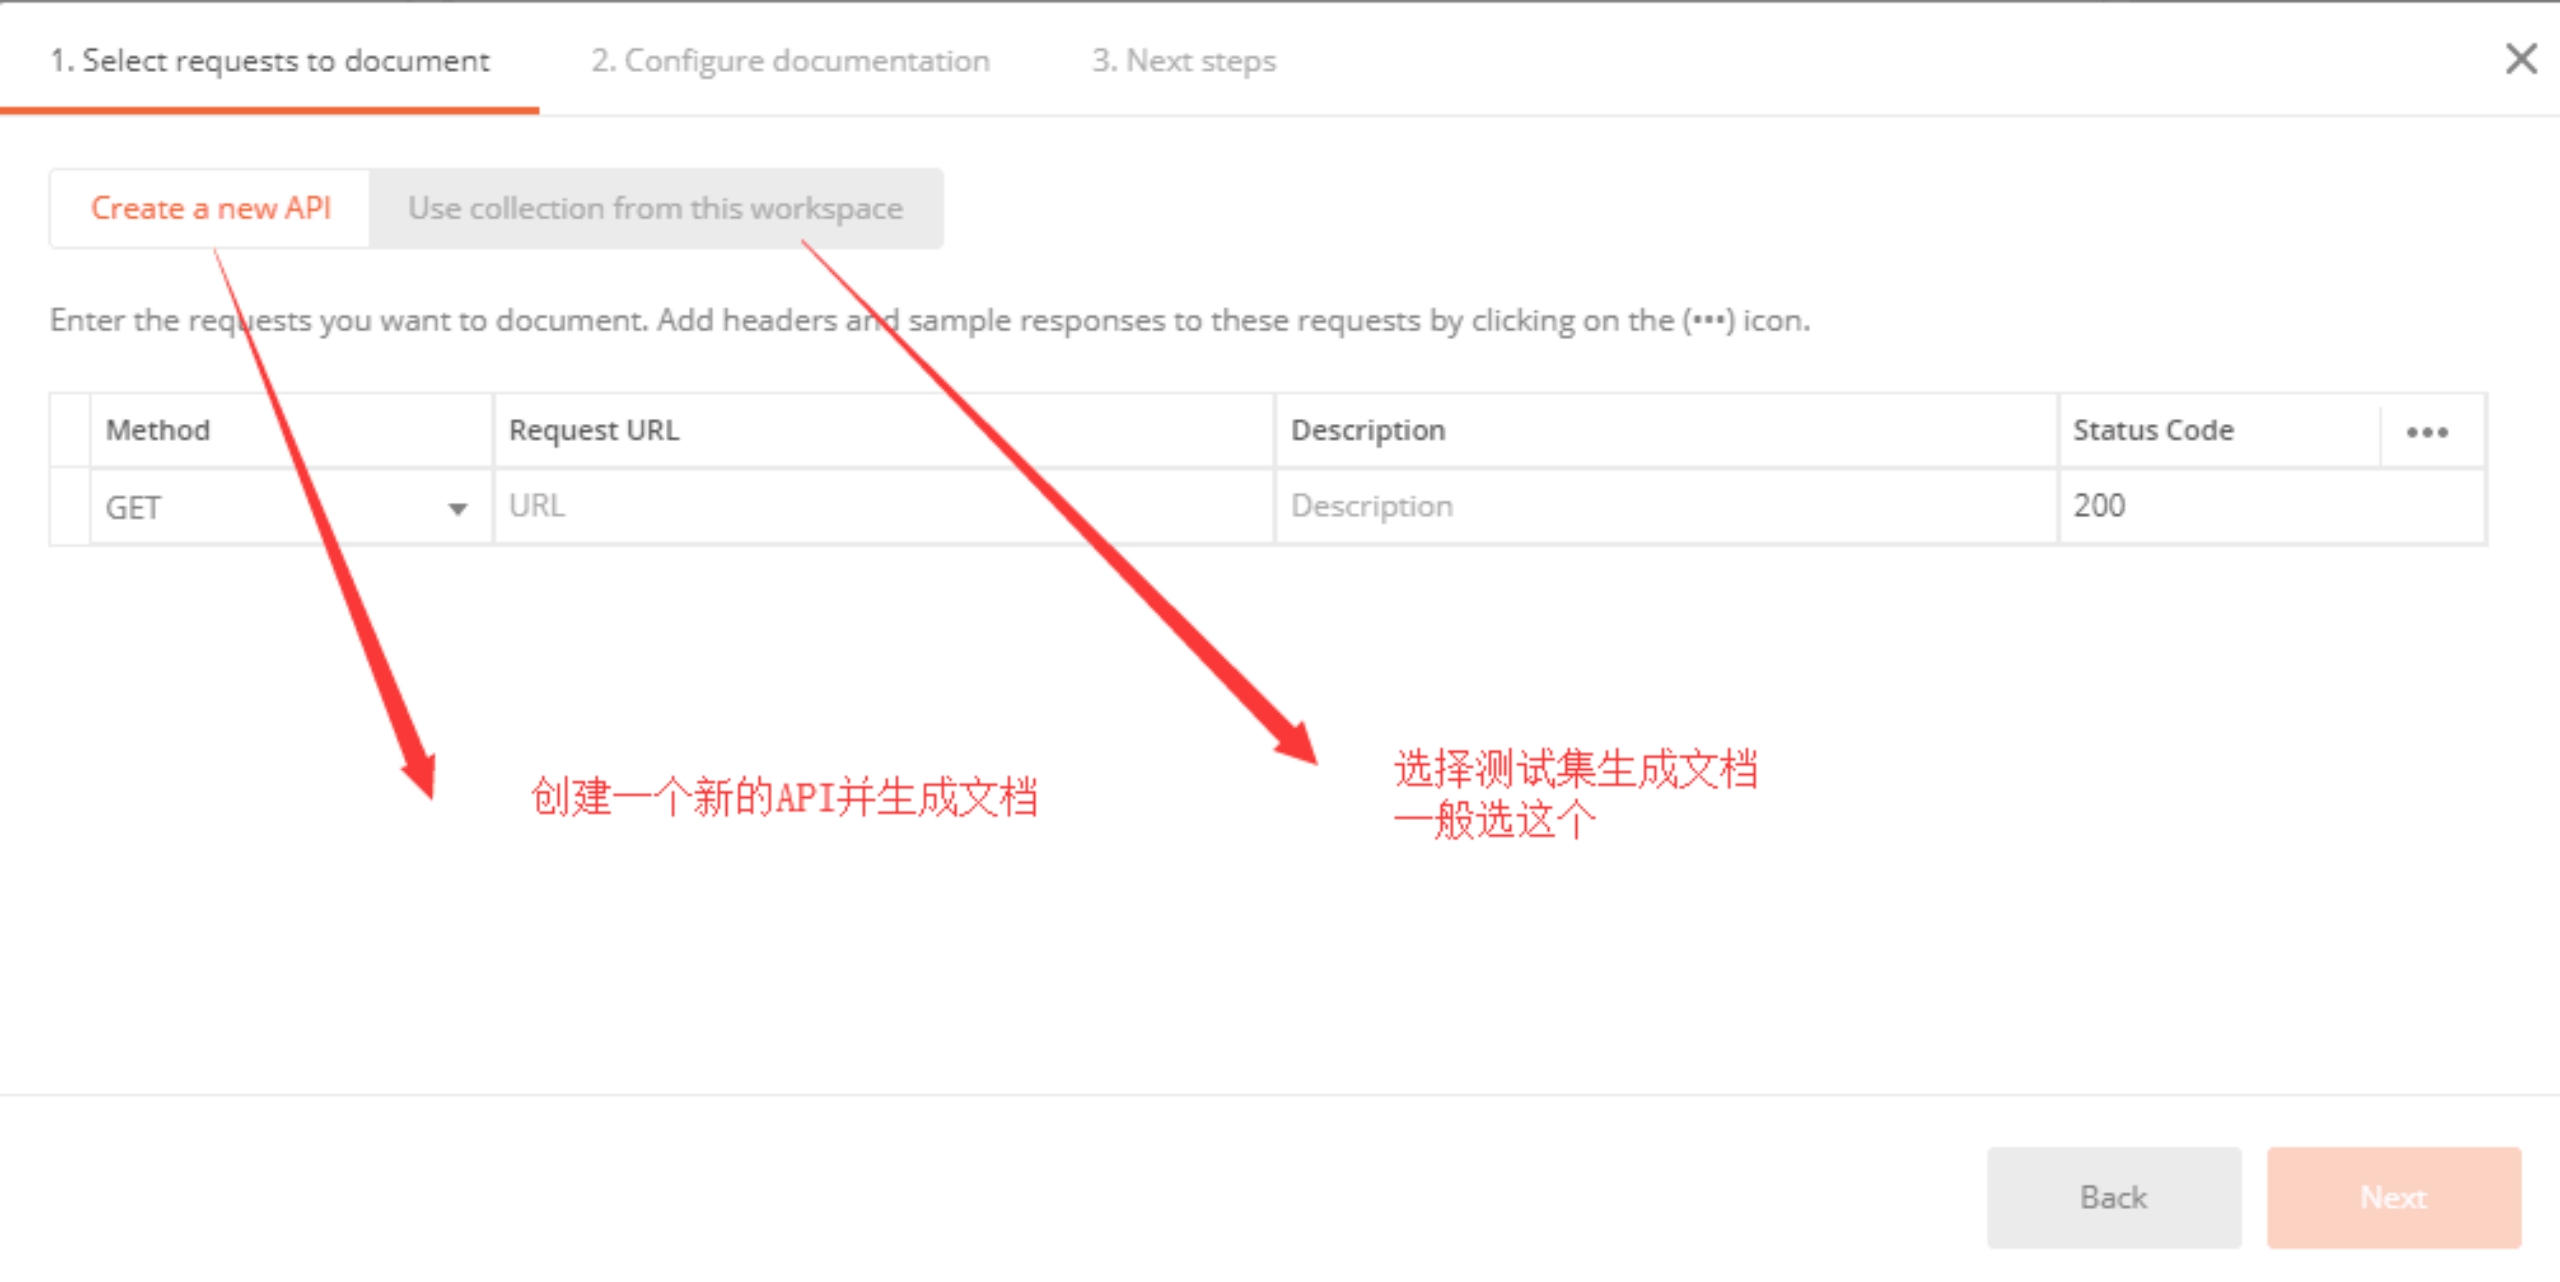 1. Select requests to document
2. Configure documentation
3. Next steps
Create a new API
Use collection from this workspace
Enter the requests you want to document. Add headers and sample responses to these requests by clicking on the (•••) icon.
Method
Request URL
Description
Status Code
•••
GET
URL
Description
200
创建一个新的API并生成文档
选择测试集生成文档
一般选这个
Back
Next